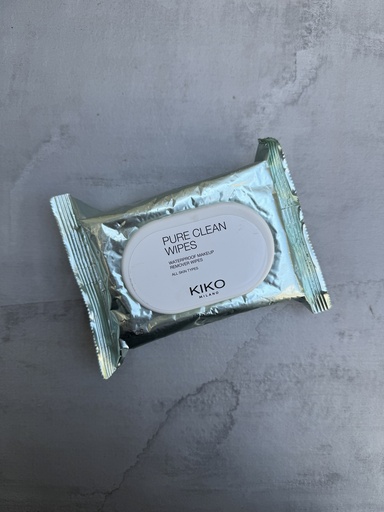 PURE CLEAN
WIPES
WATERPROOF MAKEUP
REMOVER WIPES
ALL SKIN TYPES
KIKO
MILANO